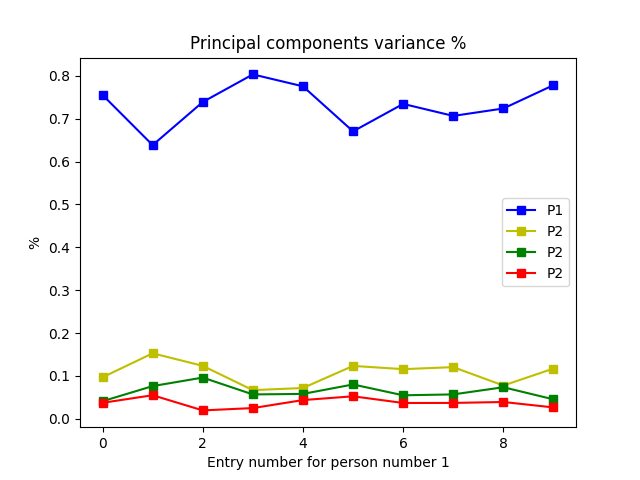 Principal components variance %
0.8
0.7
0.6
0.5
0.4
0.3
0.2
0.1
0.0
%
P1
P2
P2
P2
0 2 4 6 8
Entry number for person number 1